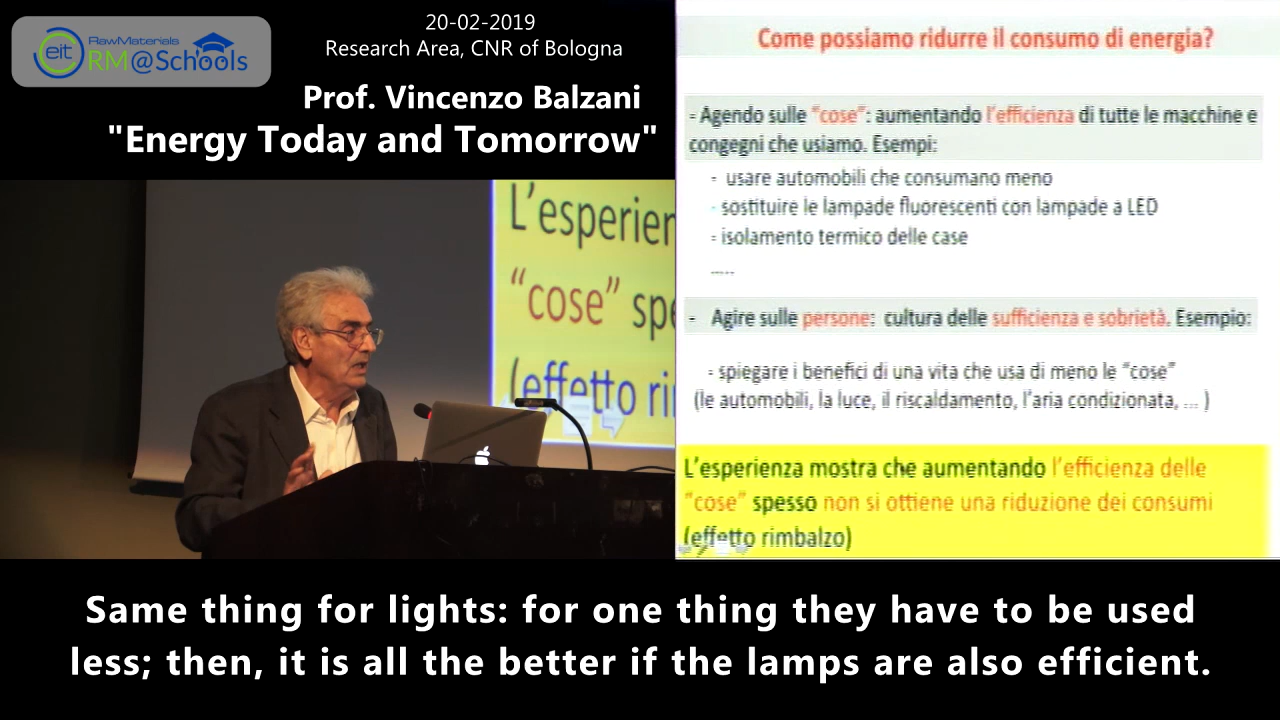 eit RawMaterials
RM@Schools
20-02-2019
Research Area, CNR of Bologna
Prof. Vincenzo Balzani
"Energy Today and Tomorrow"
L'esperien
"cose" spe
(effetto ri
Come possiamo ridurre il consumo di energia?
- Agendo sulle "cose": aumentando l'efficienza di tutte le macchine e
congegni che usiamo. Esempi:
- usare automobili che consumano meno
- sostituire le lampade fluorescenti con lampade a LED
- isolamento termico delle case
.....
- Agire sulle persone: cultura delle sufficienza e sobrietà. Esempio:
- spiegare i benefici di una vita che usa di meno le "cose"
(le automobili, la luce, il riscaldamento, l'aria condizionata, ... )
L'esperienza mostra che aumentando l'efficienza delle
"cose" spesso non si ottiene una riduzione dei consumi
(effetto rimbalzo)
Same thing for lights: for one thing they have to be used
less; then, it is all the better if the lamps are also efficient.